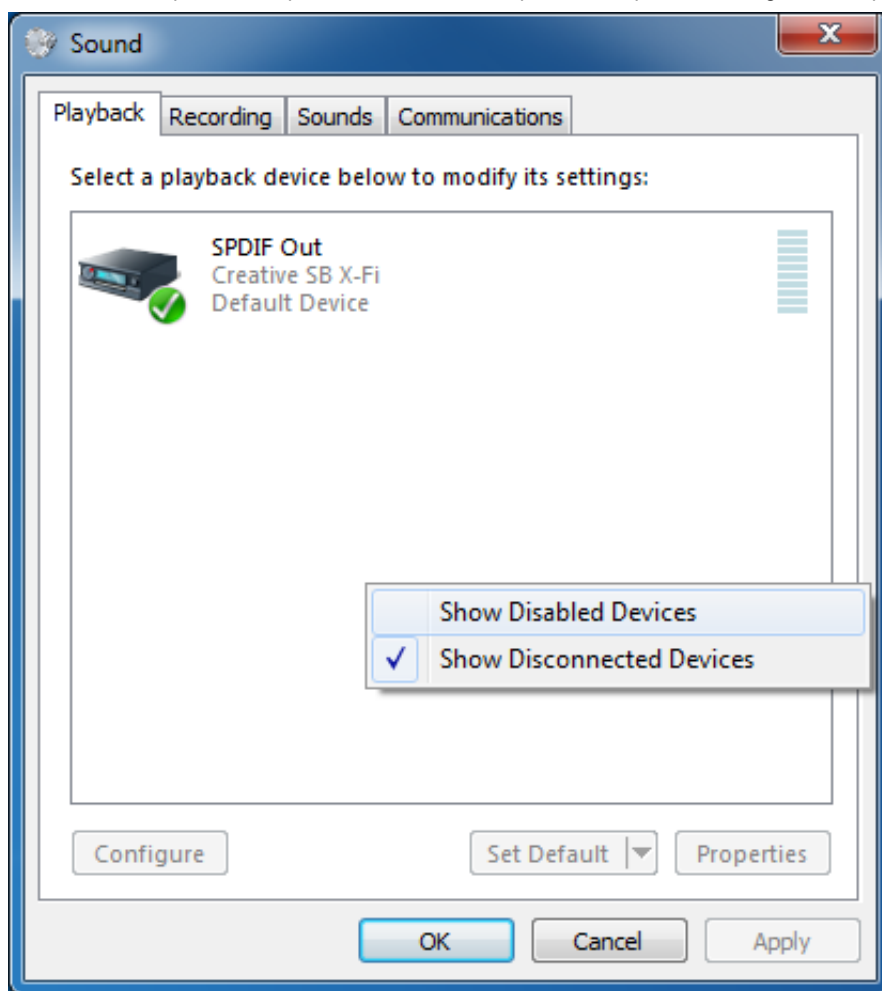 Sound
Playback Recording Sounds Communications
Select a playback device below to modify its settings:
SPDIF Out
Creative SB X-Fi
Default Device
Show Disabled Devices
Show Disconnected Devices
Configure Set Default Properties
OK Cancel Apply